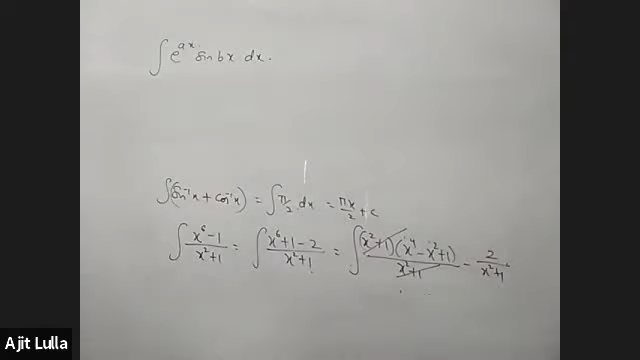 ∫ e^{ax} sin bx dx.
∫(sin⁻¹x + cos⁻¹x) = ∫ π/2 dx = πx/2 + c
∫ (x⁶-1)/(x²+1) = ∫ (x⁶+1-2)/(x²+1) = ∫ (x²+1)(x⁴-x²+1)/(x²+1) - 2/(x²+1)
Ajit Lulla